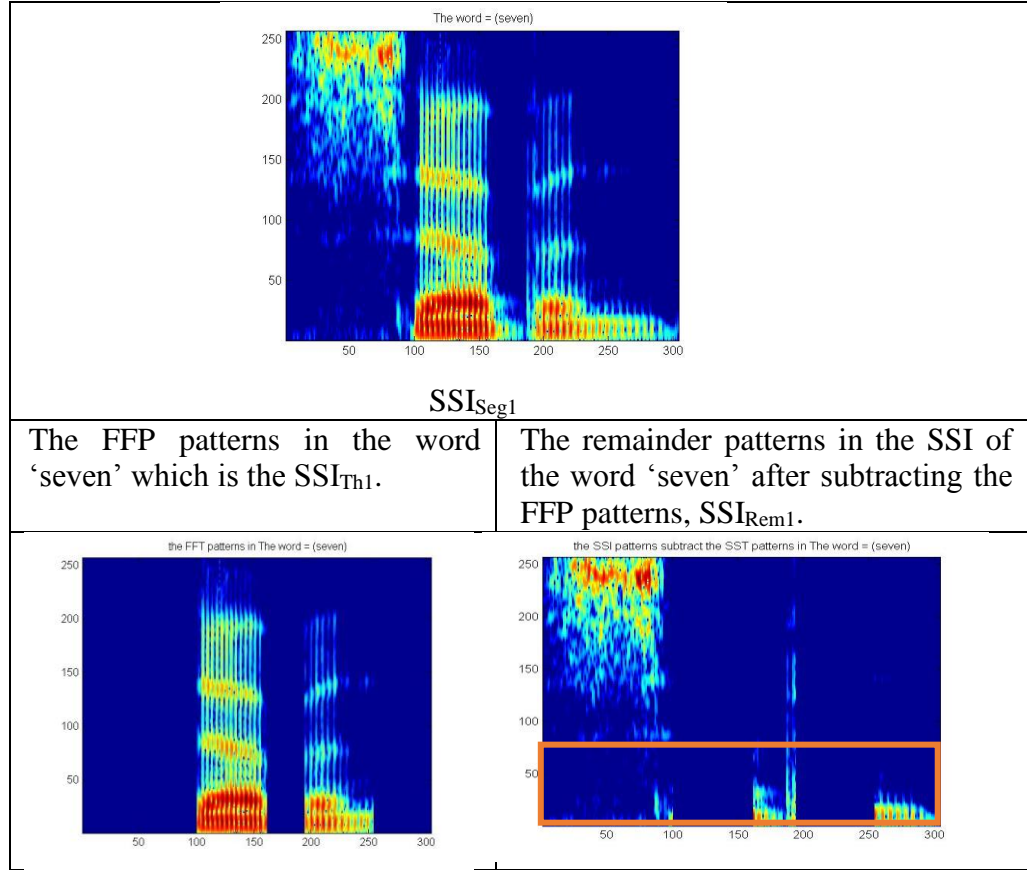 The word = (seven)
250
200
150
100
50
50 100 150 200 250 300
SSISeg1
The FFP patterns in the word
‘seven’ which is the SSITh1.
The remainder patterns in the SSI of
the word ‘seven’ after subtracting the
FFP patterns, SSIRem1.
the FFT patterns in The word = (seven)
250
200
150
100
50
50 100 150 200 250 300
the SSI patterns subtract the SST patterns in The word = (seven)
250
200
150
100
50
50 100 150 200 250 300